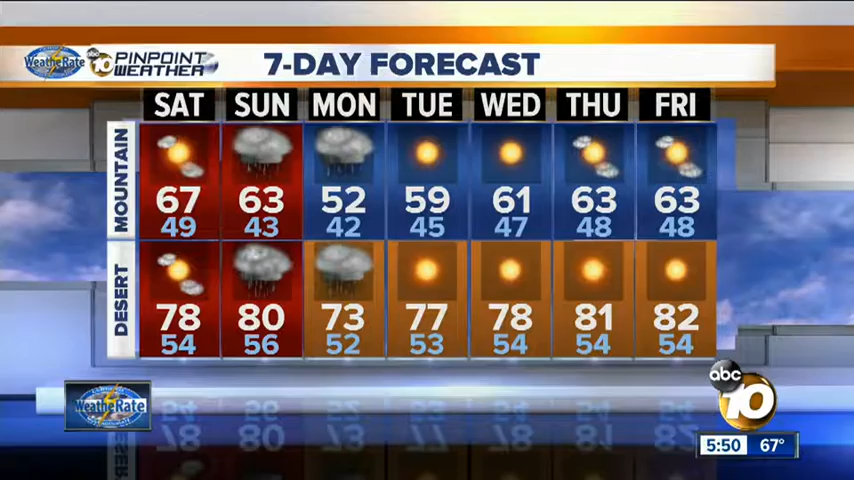 WeatheRate abc 10 PINPOINT WEATHER 7-DAY FORECAST
SAT SUN MON TUE WED THU FRI
MOUNTAIN
67 63 52 59 61 63 63
49 43 42 45 47 48 48
DESERT
78 80 73 77 78 81 82
54 56 52 53 54 54 54
WeatheRate
abc 10
5:50 67°